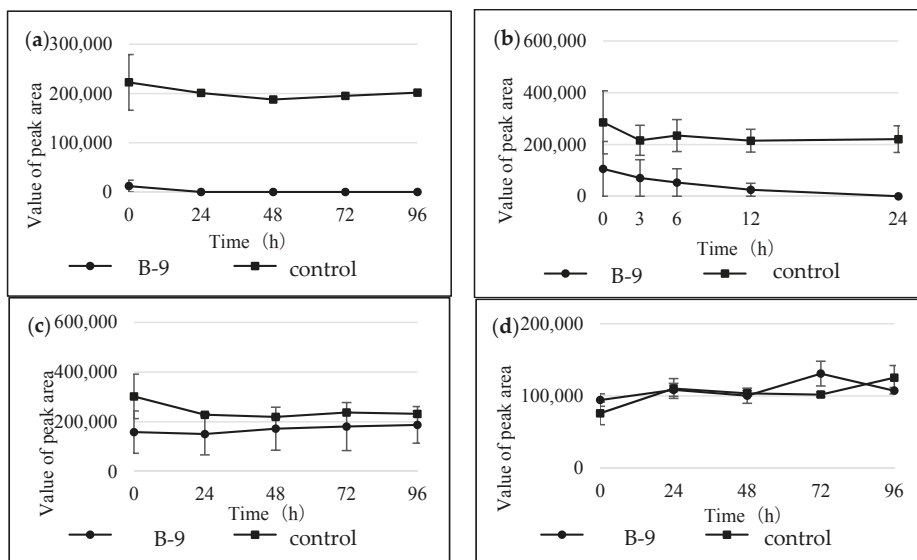 (a)
300,000
200,000
100,000
0
Value of peak area
0 24 48 72 96
Time (h)
B-9 control
(b)
600,000
400,000
200,000
0
Value of peak area
0 3 6 12 24
Time (h)
B-9 control
(c)
600,000
400,000
200,000
0
Value of peak area
0 24 48 72 96
Time (h)
B-9 control
(d)
200,000
100,000
0
Value of peak area
0 24 48 72 96
Time (h)
B-9 control